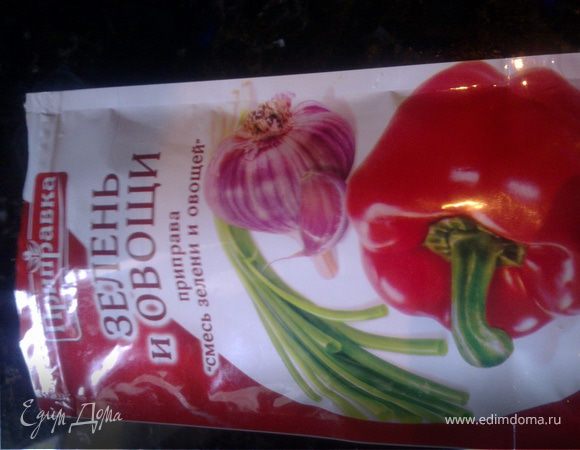 Приправка
ЗЕЛЕНЬ
И ОВОЩИ
приправа
"смесь зелени и овощей"
Едим Дома
www.edimdoma.ru